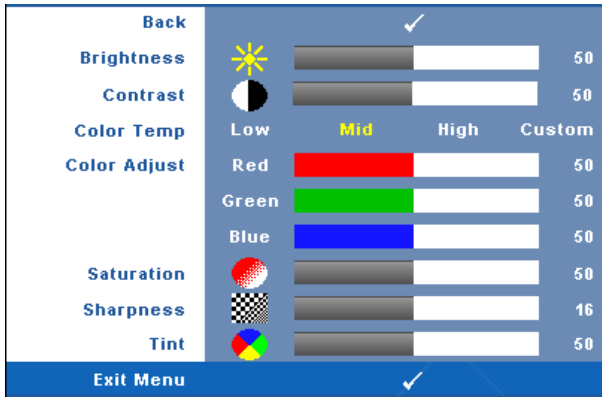 Back
Brightness 50
Contrast 50
Color Temp Low Mid High Custom
Color Adjust Red 50
Green 50
Blue 50
Saturation 50
Sharpness 16
Tint 50
Exit Menu